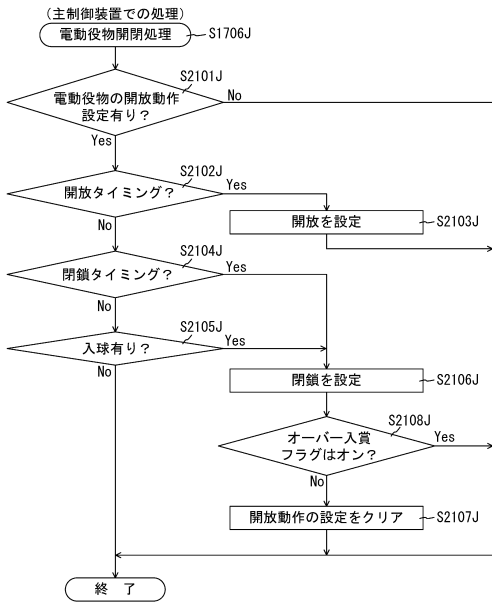 (主制御装置での処理)
電動役物開閉処理
S1706J
S2101J
電動役物の開放動作
設定有り?
No
Yes
S2102J
開放タイミング?
Yes
No
開放を設定
S2103J
S2104J
閉鎖タイミング?
Yes
No
S2105J
入球有り?
Yes
No
閉鎖を設定
S2106J
S2108J
オーバー入賞
フラグはオン?
Yes
No
開放動作の設定をクリア
S2107J
終 了